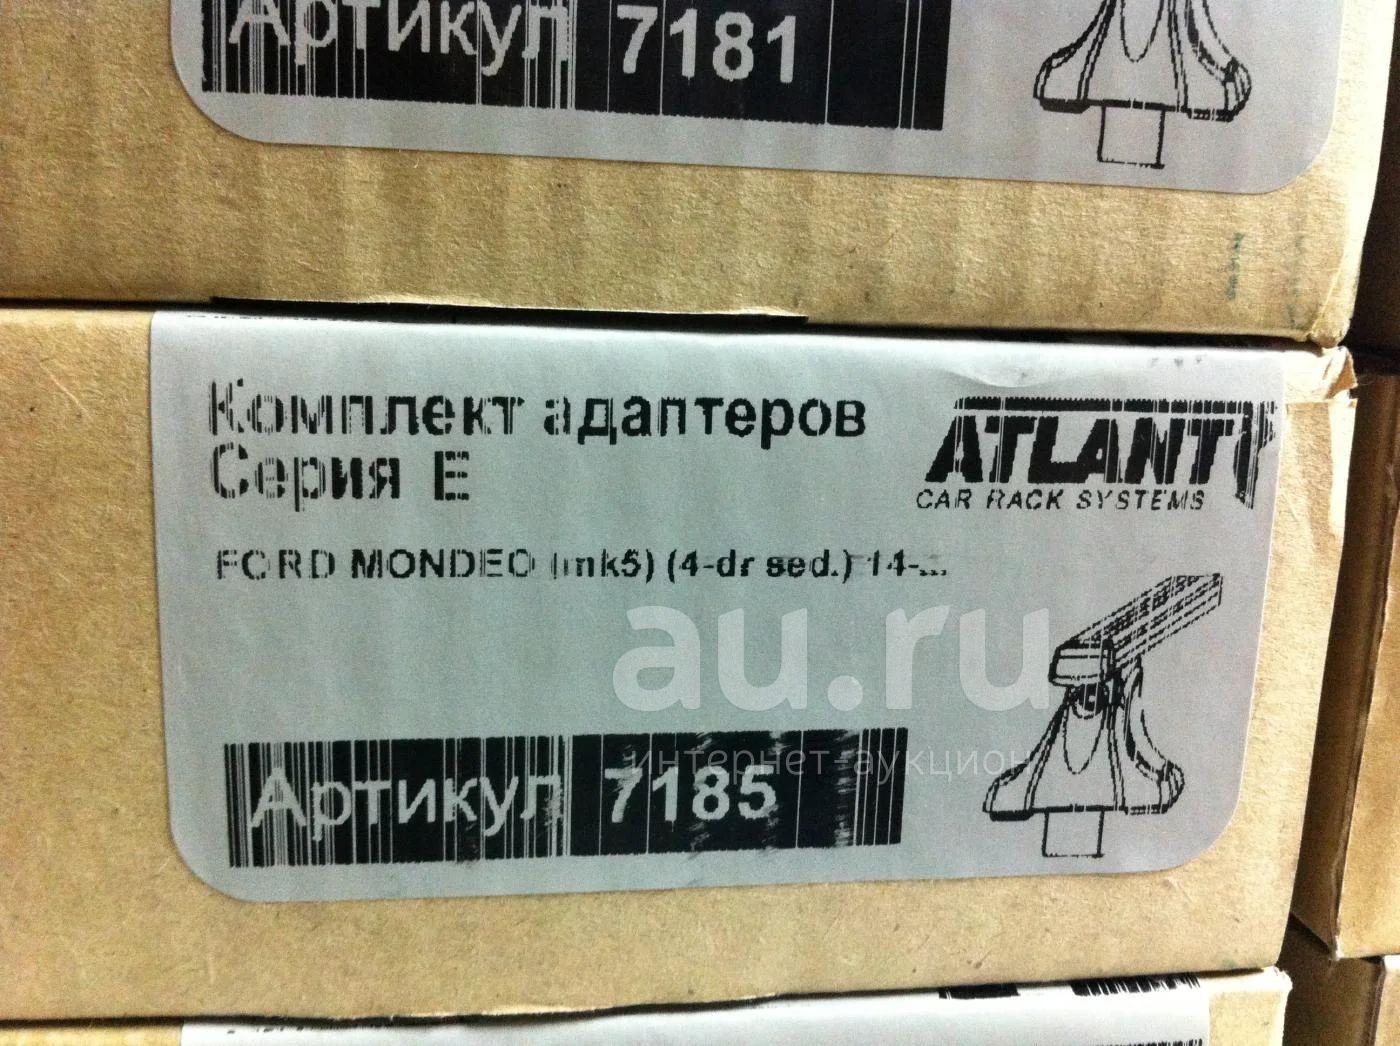 Артикул 7181
Комплект адаптеров
Серия E
ATLANT
CAR RACK SYSTEMS
FORD MONDEO (mk5) (4-dr sed.) 14-...
au.ru
интернет-аукцион
Артикул 7185